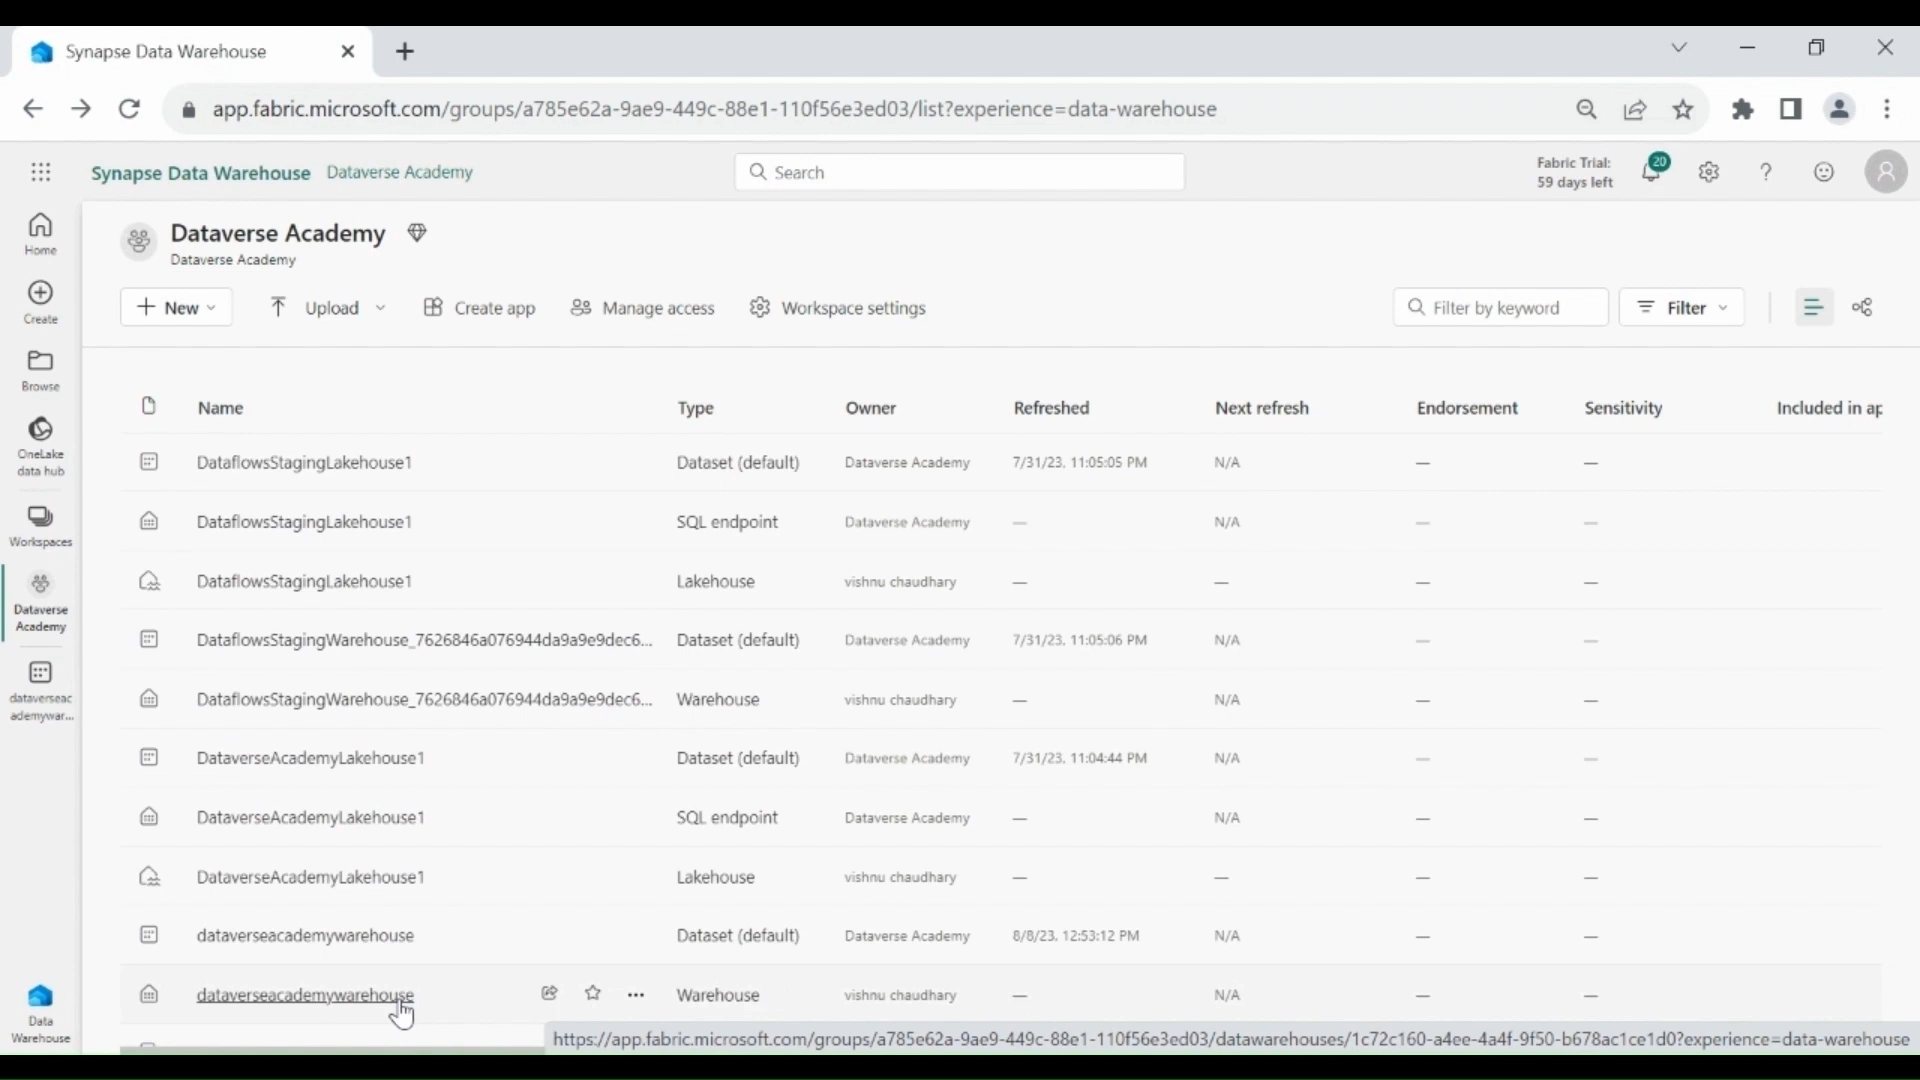 Synapse Data Warehouse
app.fabric.microsoft.com/groups/a785e62a-9ae9-449c-88e1-110f56e3ed03/list?experience=data-warehouse
Synapse Data Warehouse Dataverse Academy
Search
Fabric Trial:
59 days left
20
Home
Create
Browse
OneLake
data hub
Workspaces
Dataverse
Academy
dataverseac
ademywar...
Data
Warehouse
Dataverse Academy
Dataverse Academy
New Upload Create app Manage access Workspace settings Filter by keyword Filter
Name Type Owner Refreshed Next refresh Endorsement Sensitivity Included in ap
DataflowsStagingLakehouse1 Dataset (default) Dataverse Academy 7/31/23, 11:05:05 PM N/A — —
DataflowsStagingLakehouse1 SQL endpoint Dataverse Academy — N/A — —
DataflowsStagingLakehouse1 Lakehouse vishnu chaudhary — — — —
DataflowsStagingWarehouse_7626846a076944da9a9e9dec6... Dataset (default) Dataverse Academy 7/31/23, 11:05:06 PM N/A — —
DataflowsStagingWarehouse_7626846a076944da9a9e9dec6... Warehouse vishnu chaudhary — N/A — —
DataverseAcademyLakehouse1 Dataset (default) Dataverse Academy 7/31/23, 11:04:44 PM N/A — —
DataverseAcademyLakehouse1 SQL endpoint Dataverse Academy — N/A — —
DataverseAcademyLakehouse1 Lakehouse vishnu chaudhary — — — —
dataverseacademywarehouse Dataset (default) Dataverse Academy 8/8/23, 12:53:12 PM N/A — —
dataverseacademywarehouse Warehouse vishnu chaudhary — N/A — —
https://app.fabric.microsoft.com/groups/a785e62a-9ae9-449c-88e1-110f56e3ed03/datawarehouses/1c72c160-a4ee-4a4f-9f50-b678ac1ce1d0?experience=data-warehouse